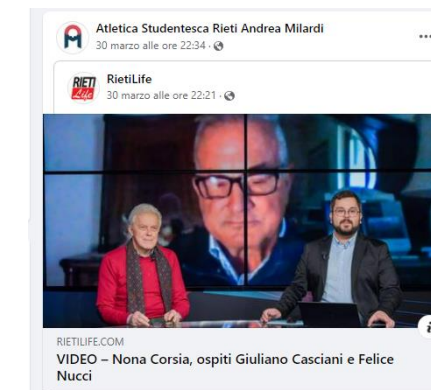 Atletica Studentesca Rieti Andrea Milardi
30 marzo alle ore 22:34 ·
RIETI
Life
RietiLife
30 marzo alle ore 22:21 ·
RIETILIFE.COM
VIDEO – Nona Corsia, ospiti Giuliano Casciani e Felice
Nucci